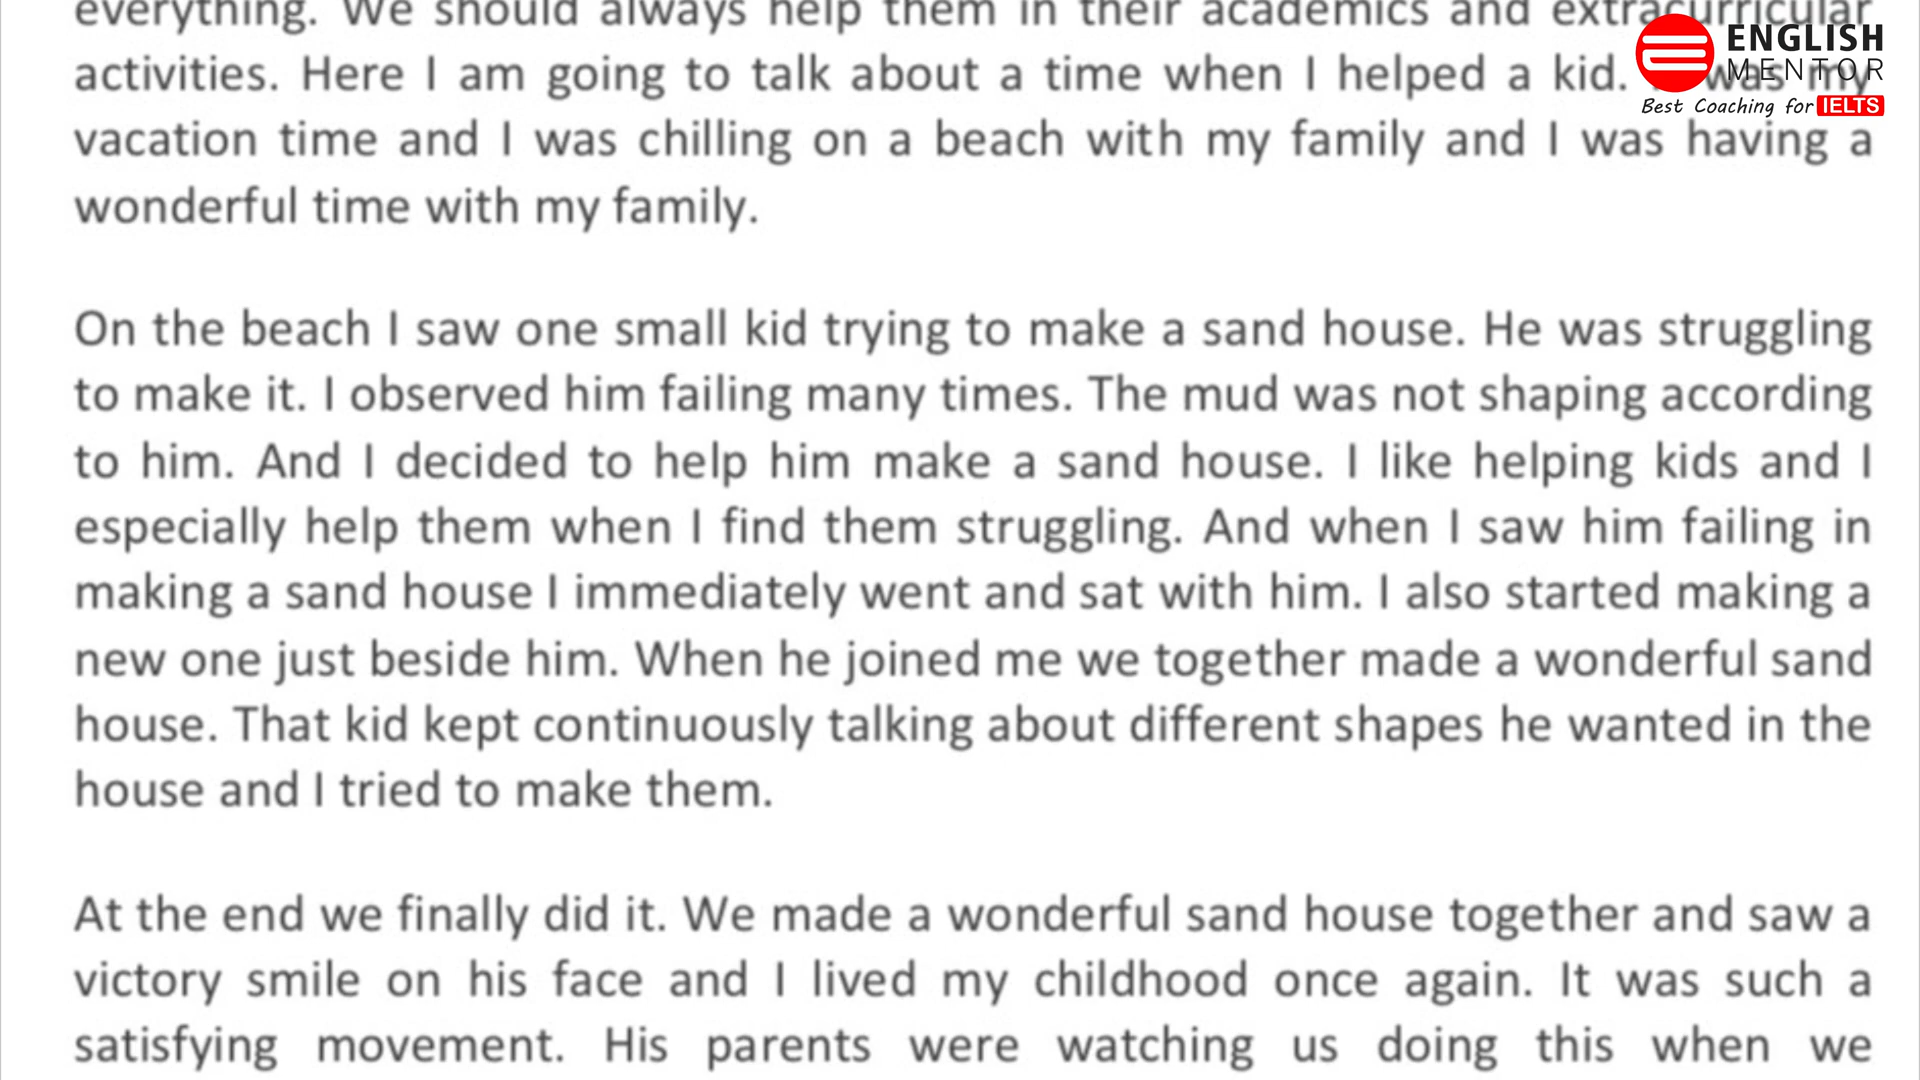 everything. We should always help them in their academics and extracurricular
activities. Here I am going to talk about a time when I helped a kid. was my
vacation time and I was chilling on a beach with my family and I was having a
wonderful time with my family.
On the beach I saw one small kid trying to make a sand house. He was struggling
to make it. I observed him failing many times. The mud was not shaping according
to him. And I decided to help him make a sand house. I like helping kids and I
especially help them when I find them struggling. And when I saw him failing in
making a sand house I immediately went and sat with him. I also started making a
new one just beside him. When he joined me we together made a wonderful sand
house. That kid kept continuously talking about different shapes he wanted in the
house and I tried to make them.
At the end we finally did it. We made a wonderful sand house together and saw a
victory smile on his face and I lived my childhood once again. It was such a
satisfying movement. His parents were watching us doing this when we
ENGLISH
MENTOR
Best Coaching for IELTS